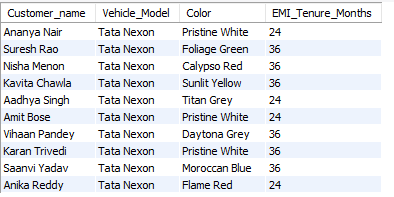 Customer_name Vehicle_Model Color EMI_Tenure_Months
Ananya Nair Tata Nexon Pristine White 24
Suresh Rao Tata Nexon Foliage Green 36
Nisha Menon Tata Nexon Calypso Red 36
Kavita Chawla Tata Nexon Sunlit Yellow 36
Aadhya Singh Tata Nexon Titan Grey 24
Amit Bose Tata Nexon Pristine White 24
Vihaan Pandey Tata Nexon Daytona Grey 36
Karan Trivedi Tata Nexon Pristine White 36
Saanvi Yadav Tata Nexon Moroccan Blue 36
Anika Reddy Tata Nexon Flame Red 24